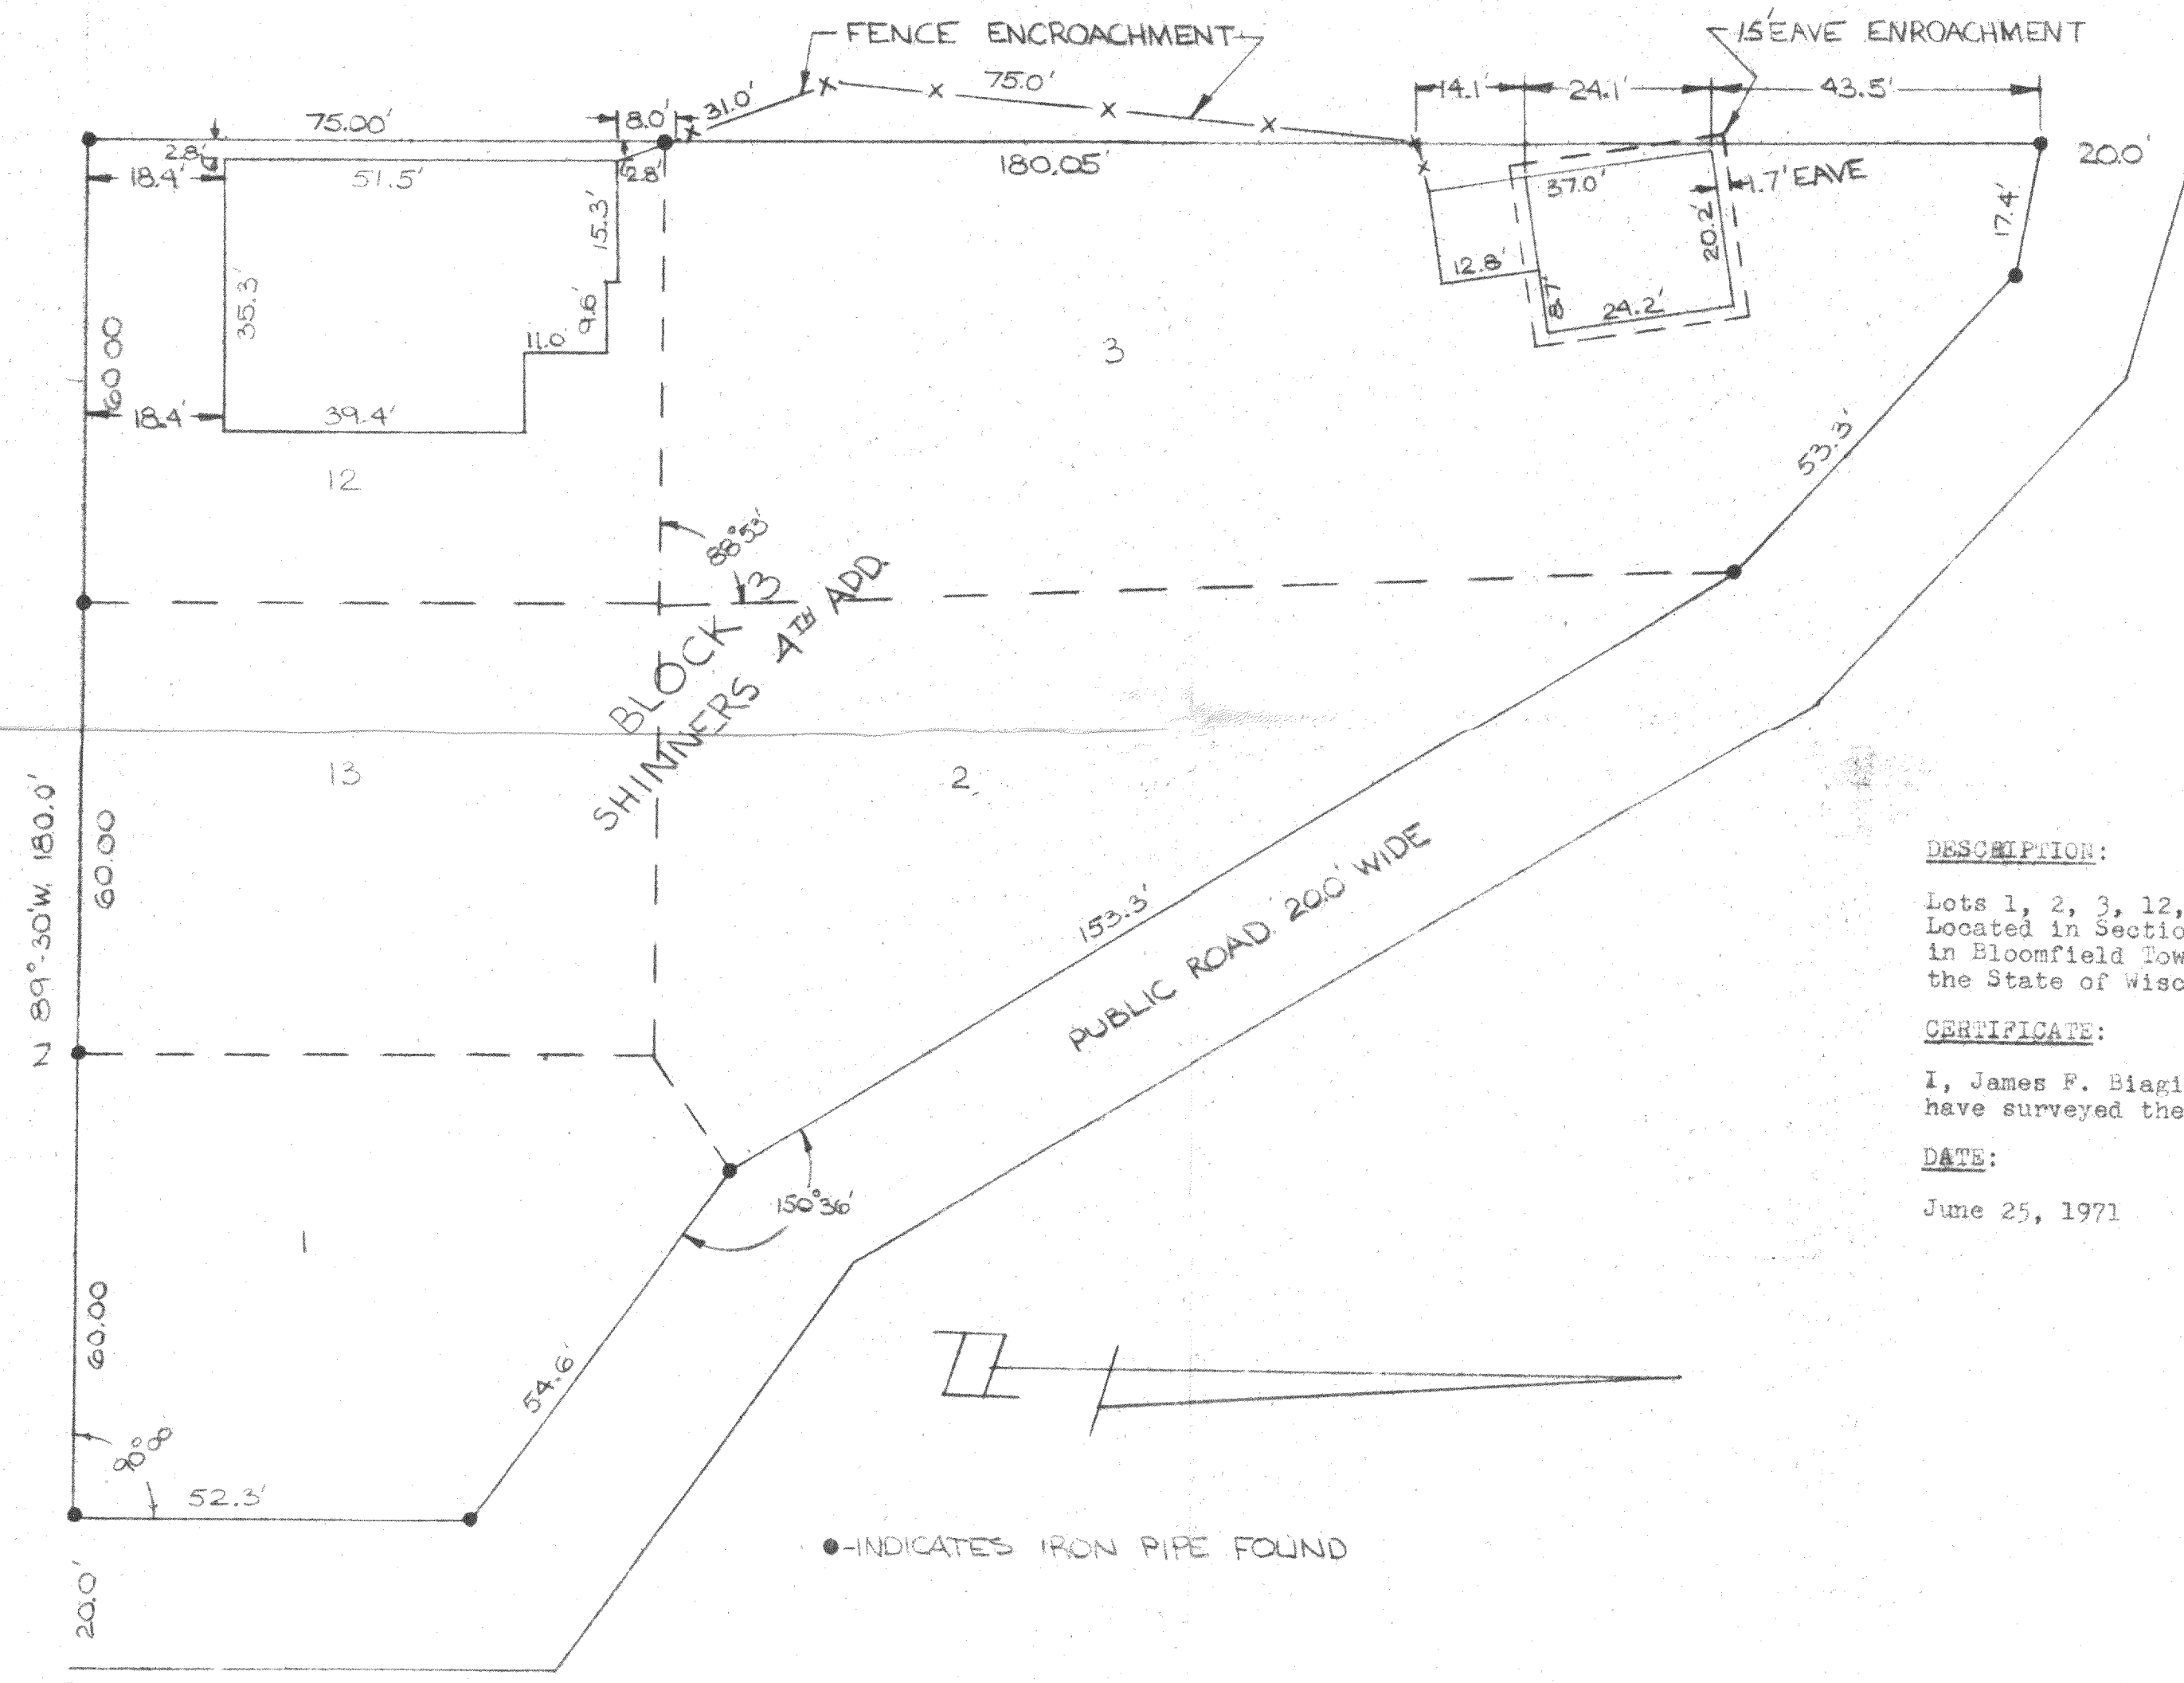 FENCE ENCROACHMENT
15' EAVE ENROACHMENT
75.0'
31.0'
8.0'
14.1'
24.1'
43.5'
75.00'
2.8'
18.4'
51.5'
2.8'
180.05'
37.0'
1.7' EAVE
20.0'
17.4'
15.3'
20.2'
12.8'
8.7'
24.2'
35.3'
9.6'
11.0
60.00
3
18.4'
39.4'
53.3'
12
88°53'
BLOCK 3
SHINNERS 4TH ADD.
13
2
N 89°-30'W 180.0'
60.00
153.3'
PUBLIC ROAD 20.0' WIDE
DESCRIPTION:
Lots 1, 2, 3, 12,
Located in Sectio
in Bloomfield Tow
the State of Wisc
CERTIFICATE:
I, James F. Biagi
have surveyed the
DATE:
June 25, 1971
150°36'
1
60.00
54.6'
90°00
52.3'
20.0'
●-INDICATES IRON PIPE FOUND
N